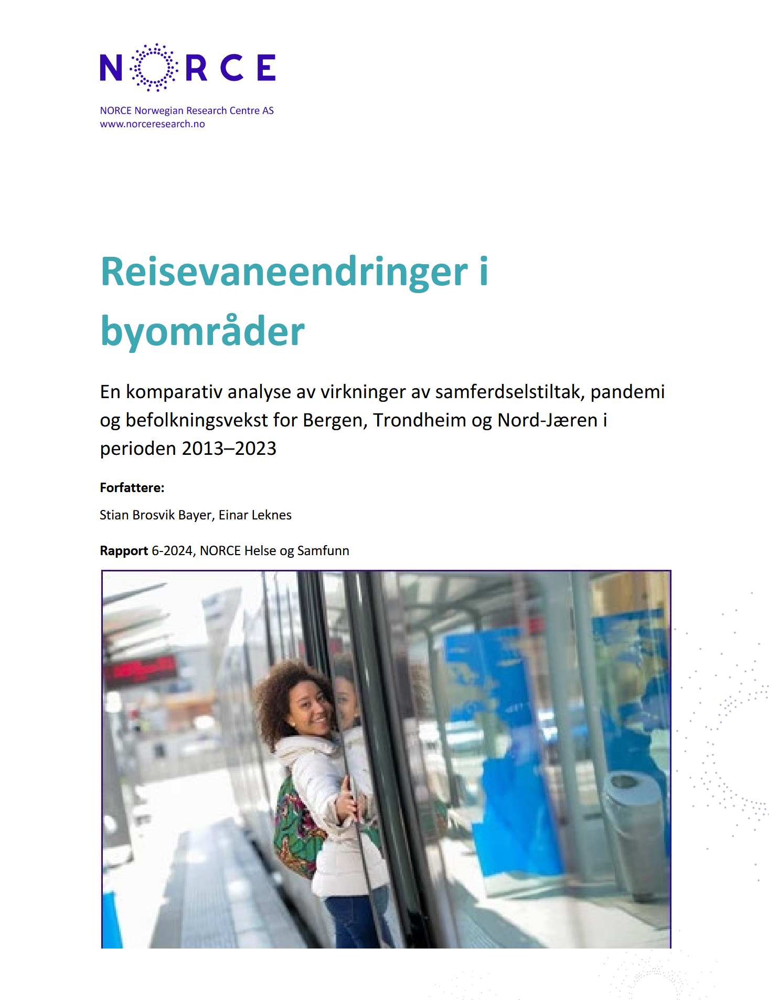 NORCE
NORCE Norwegian Research Centre AS
www.norceresearch.no
Reisevaneendringer i
byområder
En komparativ analyse av virkninger av samferdselstiltak, pandemi
og befolkningsvekst for Bergen, Trondheim og Nord-Jæren i
perioden 2013–2023
Forfattere:
Stian Brosvik Bayer, Einar Leknes
Rapport 6-2024, NORCE Helse og Samfunn